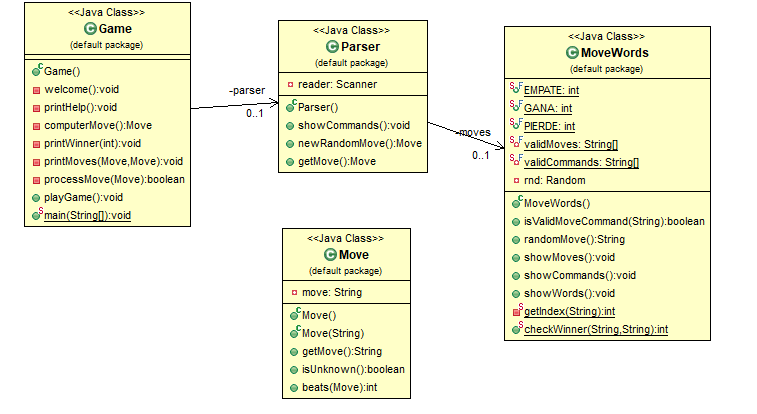 <<Java Class>>
Game
(default package)
Game()
welcome():void
printHelp():void
computerMove():Move
printWinner(int):void
printMoves(Move,Move):void
processMove(Move):boolean
playGame():void
main(String[]):void
-parser
0..1
<<Java Class>>
Parser
(default package)
reader: Scanner
Parser()
showCommands():void
newRandomMove():Move
getMove():Move
-moves
0..1
<<Java Class>>
MoveWords
(default package)
EMPATE: int
GANA: int
PIERDE: int
validMoves: String[]
validCommands: String[]
rnd: Random
MoveWords()
isValidMoveCommand(String):boolean
randomMove():String
showMoves():void
showCommands():void
showWords():void
getIndex(String):int
checkWinner(String,String):int
<<Java Class>>
Move
(default package)
move: String
Move()
Move(String)
getMove():String
isUnknown():boolean
beats(Move):int